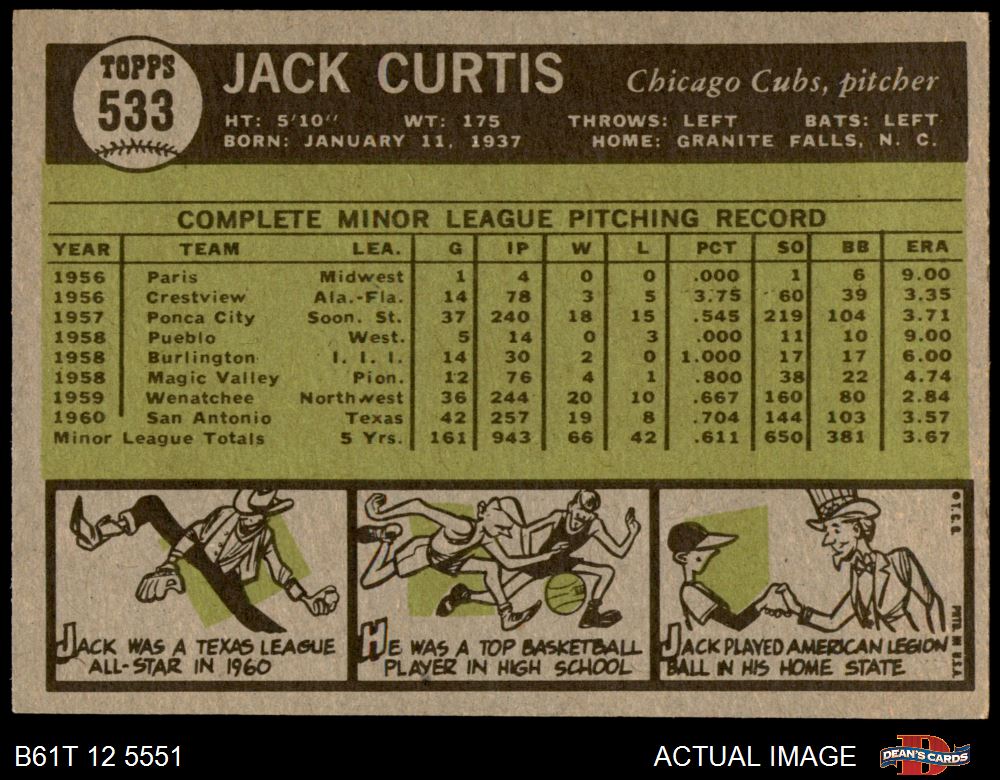 TOPPS
533
JACK CURTIS
Chicago Cubs, pitcher
HT: 5'10" WT: 175 THROWS: LEFT BATS: LEFT
BORN: JANUARY 11, 1937 HOME: GRANITE FALLS, N. C.
COMPLETE MINOR LEAGUE PITCHING RECORD
YEAR TEAM LEA. G IP W L PCT SO BB ERA
1956 Paris Midwest 1 4 0 0 .000 1 6 9.00
1956 Crestview Ala.-Fla. 14 78 3 5 3.75 60 39 3.35
1957 Ponca City Soon. St. 37 240 18 15 .545 219 104 3.71
1958 Pueblo West. 5 14 0 3 .000 11 10 9.00
1958 Burlington I. I. I. 14 30 2 0 1.000 17 17 6.00
1958 Magic Valley Pion. 12 76 4 1 .800 38 22 4.74
1959 Wenatchee Northwest 36 244 20 10 .667 160 80 2.84
1960 San Antonio Texas 42 257 19 8 .704 144 103 3.57
Minor League Totals 5 Yrs. 161 943 66 42 .611 650 381 3.67
JACK WAS A TEXAS LEAGUE
ALL-STAR IN 1960
HE WAS A TOP BASKETBALL
PLAYER IN HIGH SCHOOL
JACK PLAYED AMERICAN LEGION
BALL IN HIS HOME STATE
© T.C.G. PRTD. IN U.S.A.
B61T 12 5551
ACTUAL IMAGE
DEAN'S CARDS